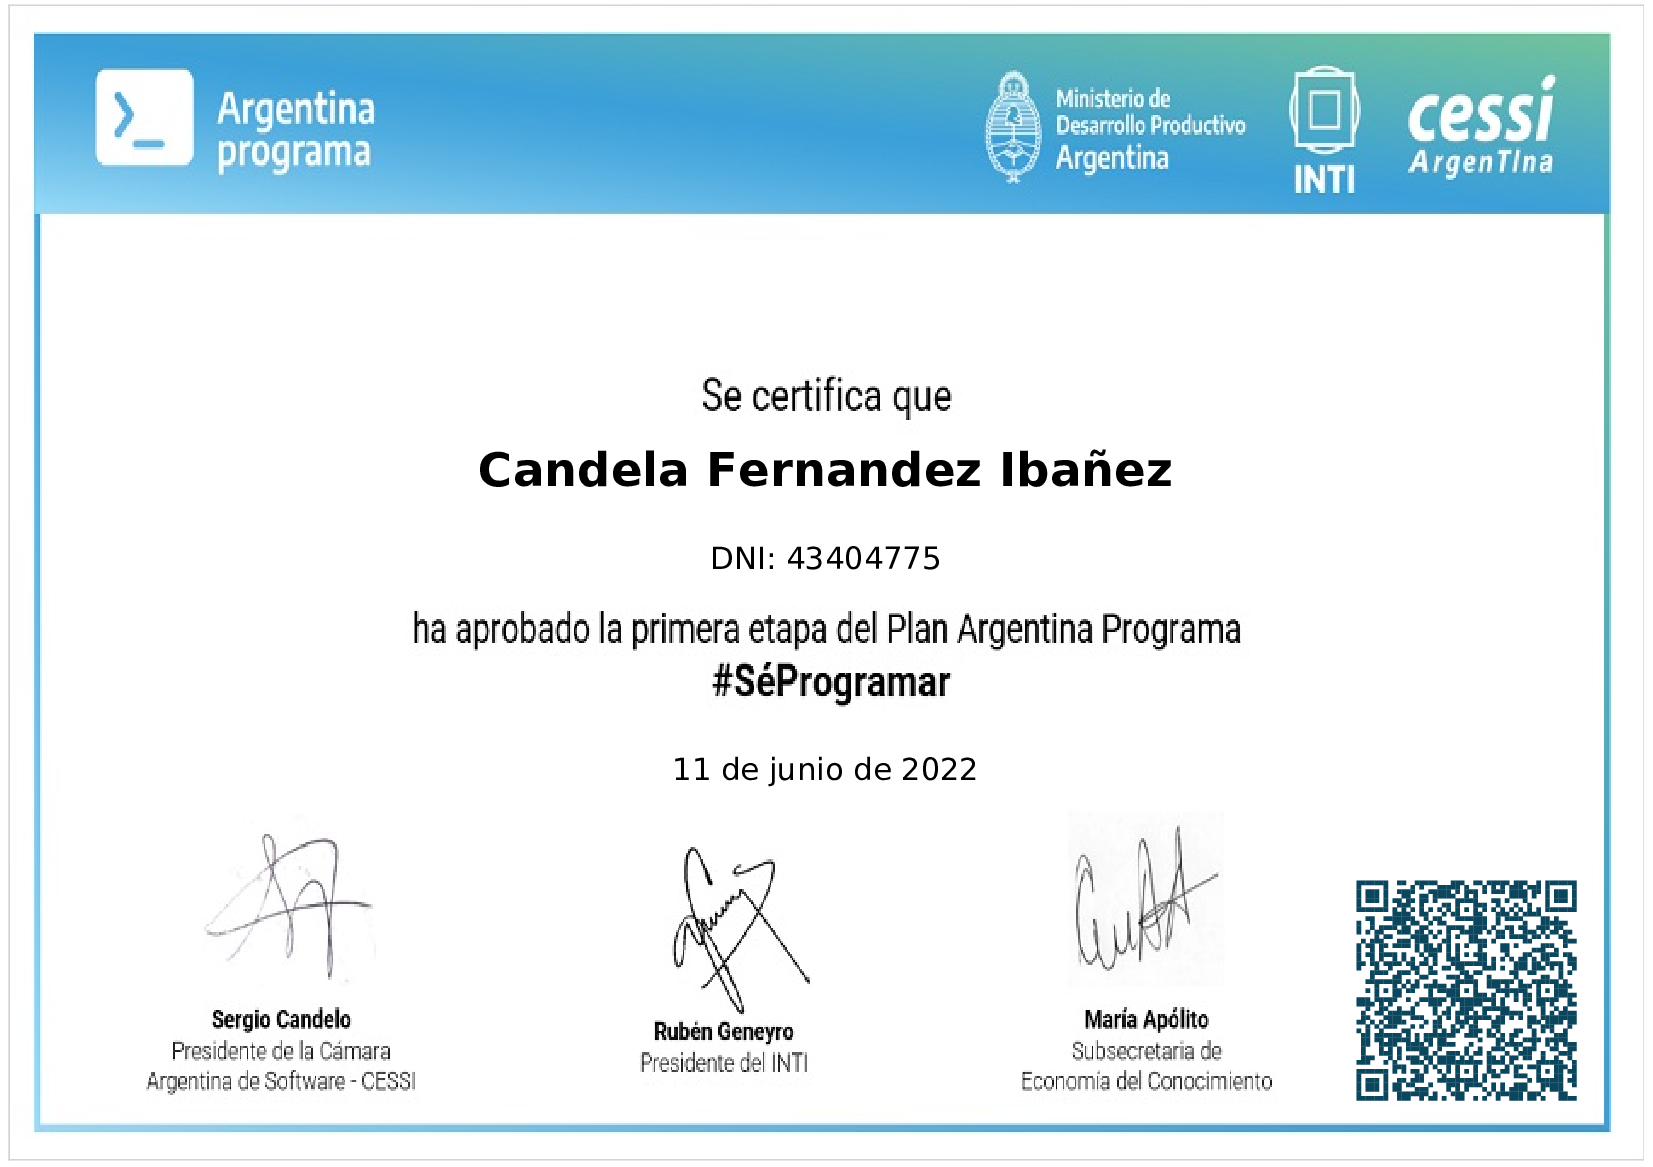 Argentina
programa
Ministerio de
Desarrollo Productivo
Argentina
INTI
cessi
ArgenTIna
Se certifica que
Candela Fernandez Ibañez
DNI: 43404775
ha aprobado la primera etapa del Plan Argentina Programa
#SéProgramar
11 de junio de 2022
Sergio Candelo
Presidente de la Cámara
Argentina de Software - CESSI
Rubén Geneyro
Presidente del INTI
María Apólito
Subsecretaria de
Economía del Conocimiento